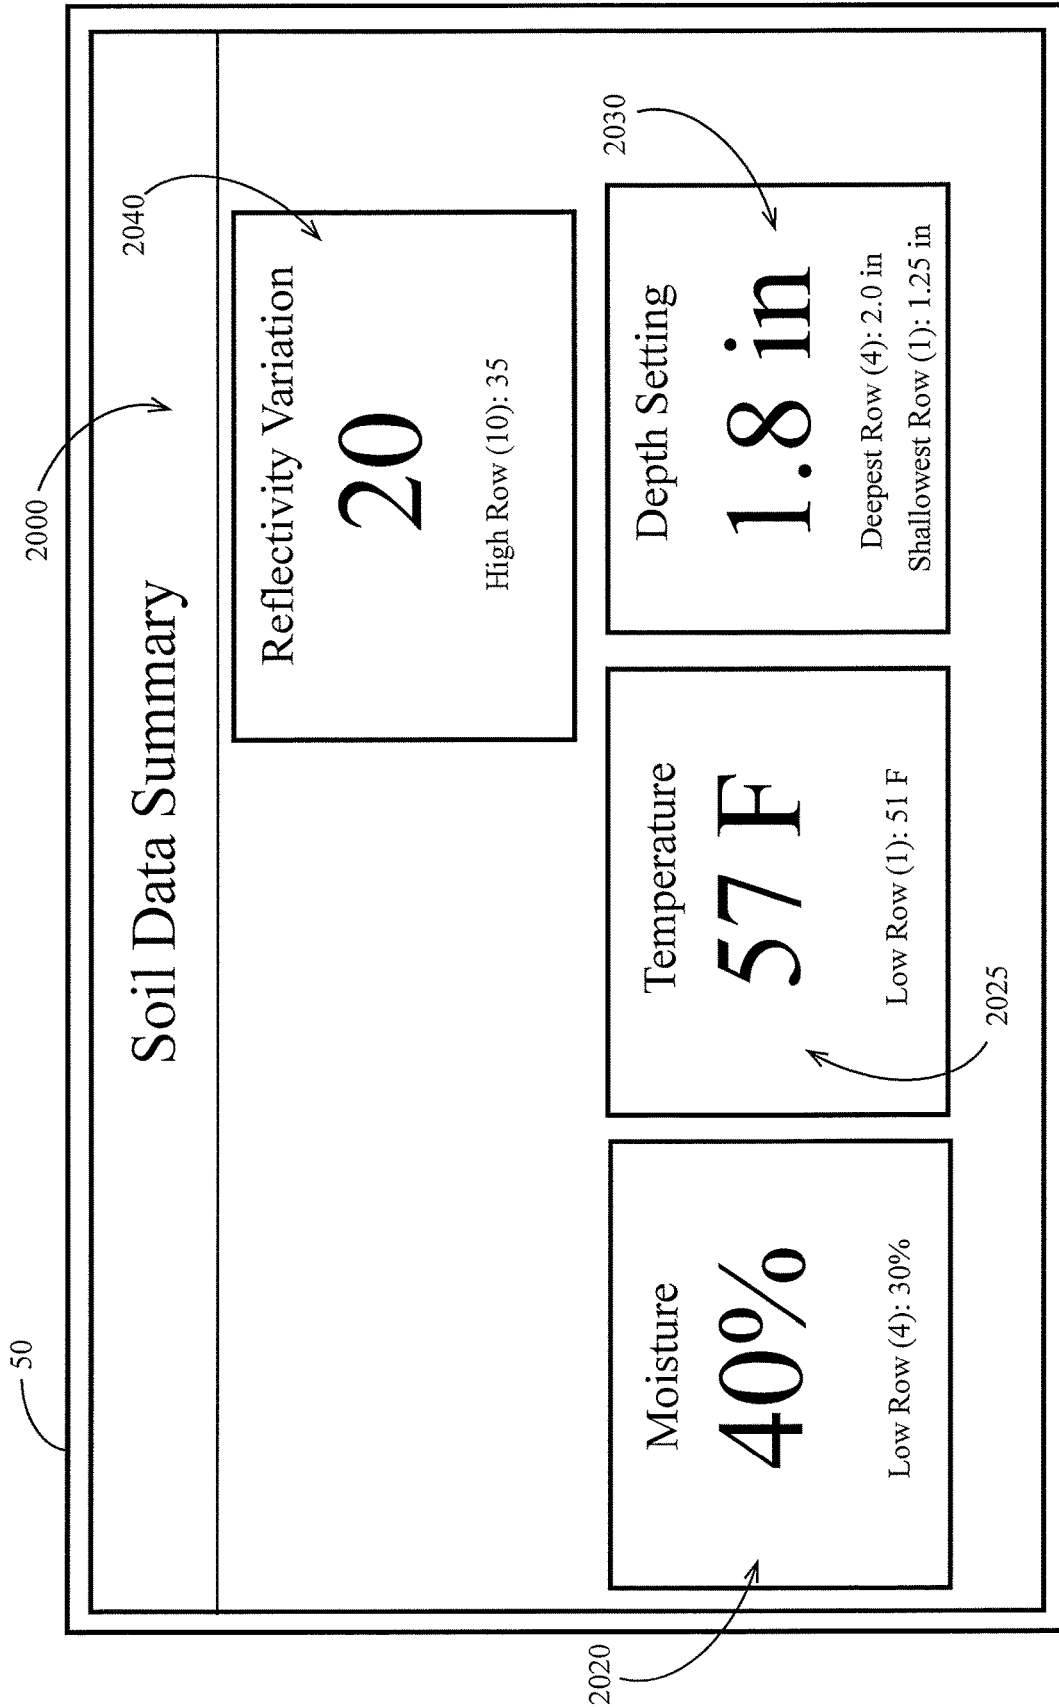 50
2000
2040
Soil Data Summary
Reflectivity Variation
20
High Row (10): 35
2030
Moisture
40%
Low Row (4): 30%
2020
Temperature
57 F
Low Row (1): 51 F
2025
Depth Setting
1.8 in
Deepest Row (4): 2.0 in
Shallowest Row (1): 1.25 in